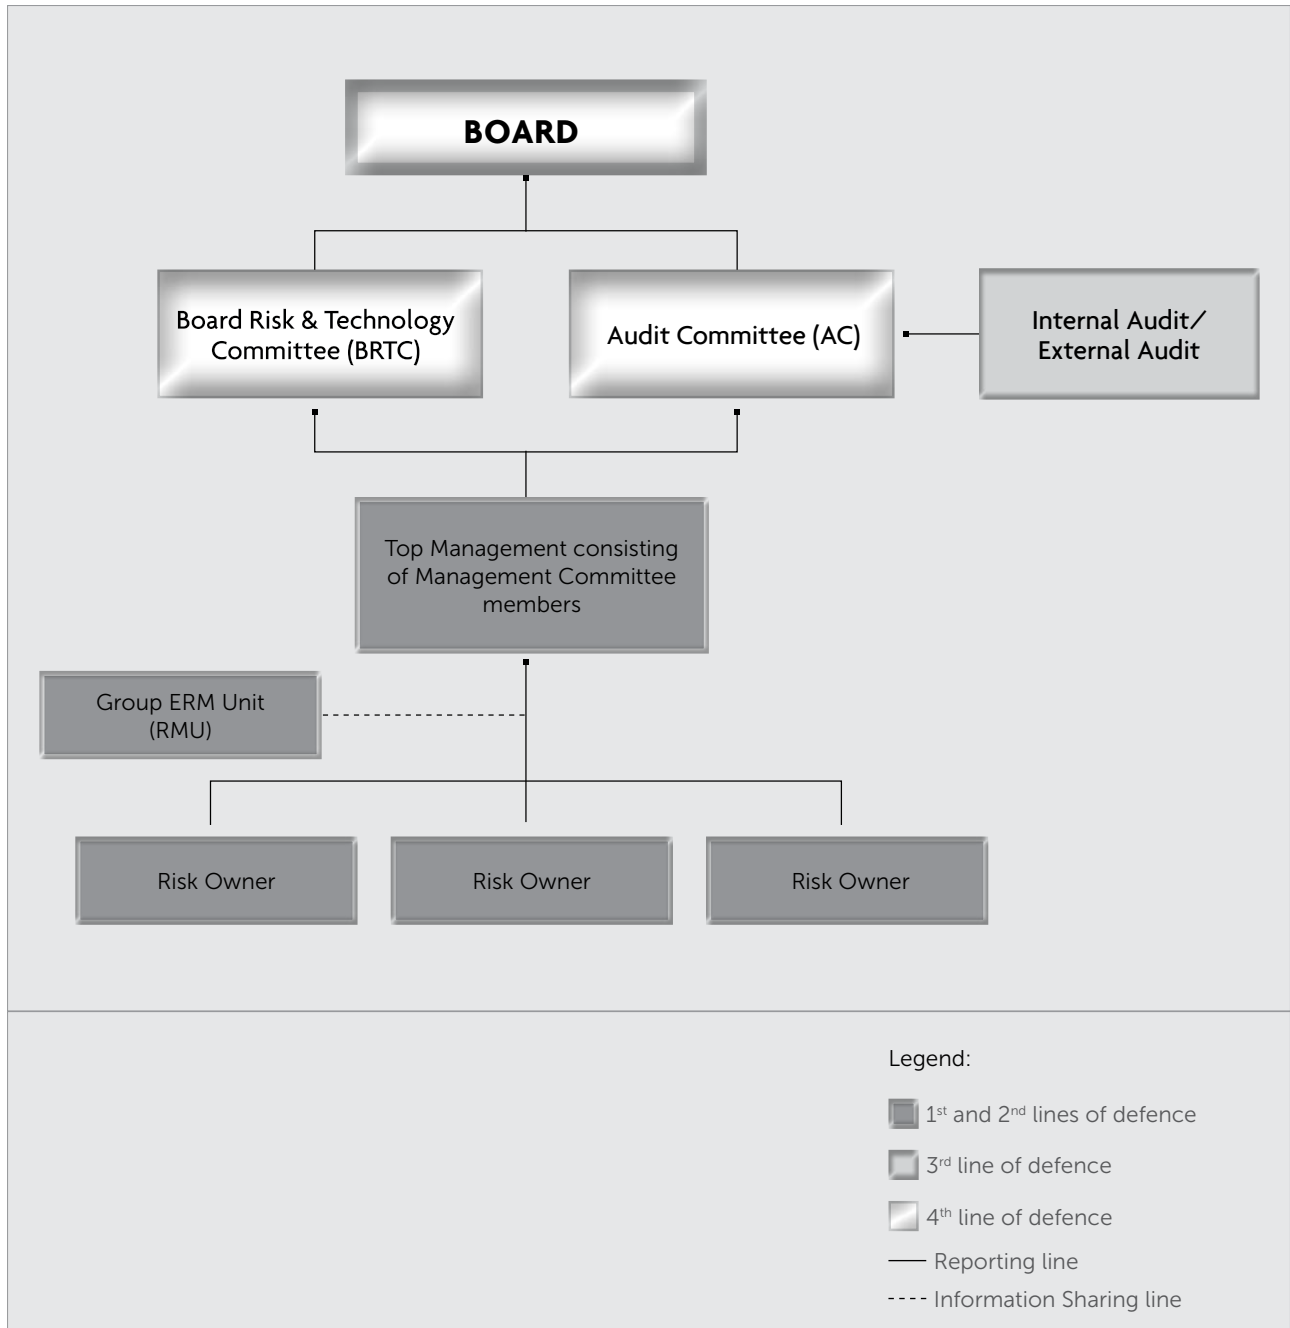 BOARD
Board Risk & Technology
Committee (BRTC)
Audit Committee (AC)
Internal Audit/
External Audit
Top Management consisting
of Management Committee
members
Group ERM Unit
(RMU)
Risk Owner
Risk Owner
Risk Owner
Legend:
1st and 2nd lines of defence
3rd line of defence
4th line of defence
Reporting line
Information Sharing line